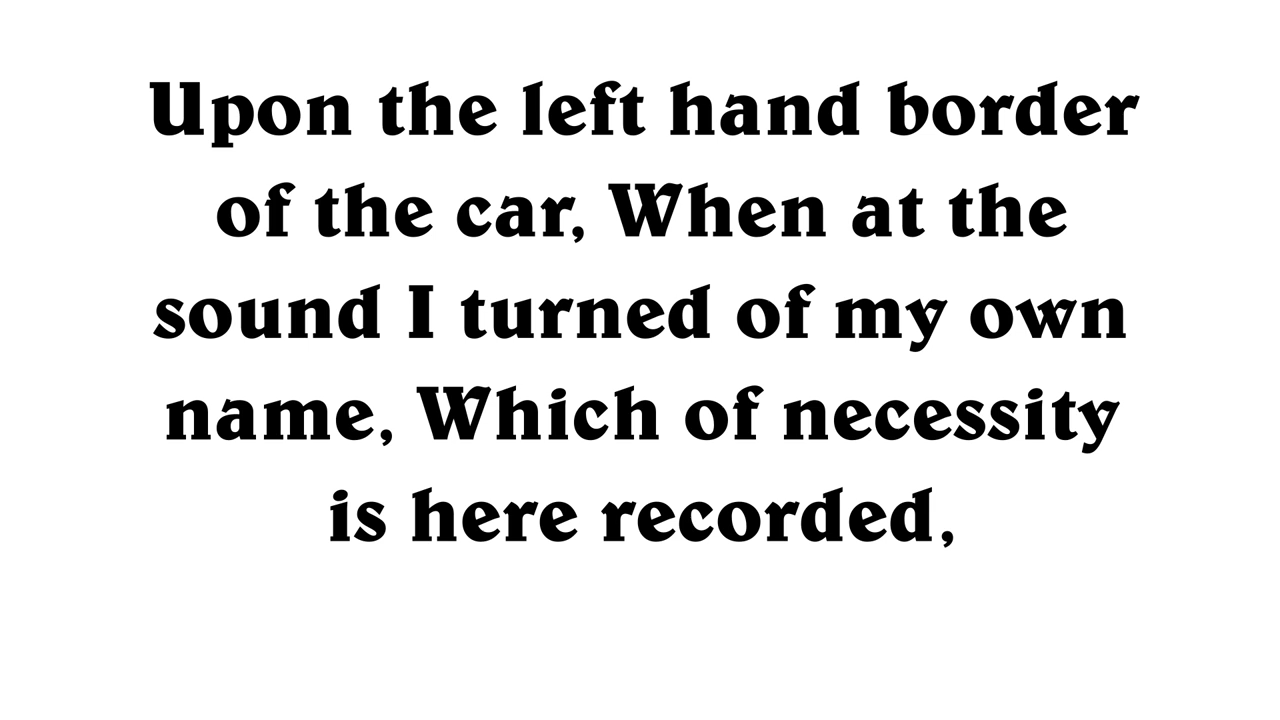 Upon the left hand border
of the car, When at the
sound I turned of my own
name, Which of necessity
is here recorded,